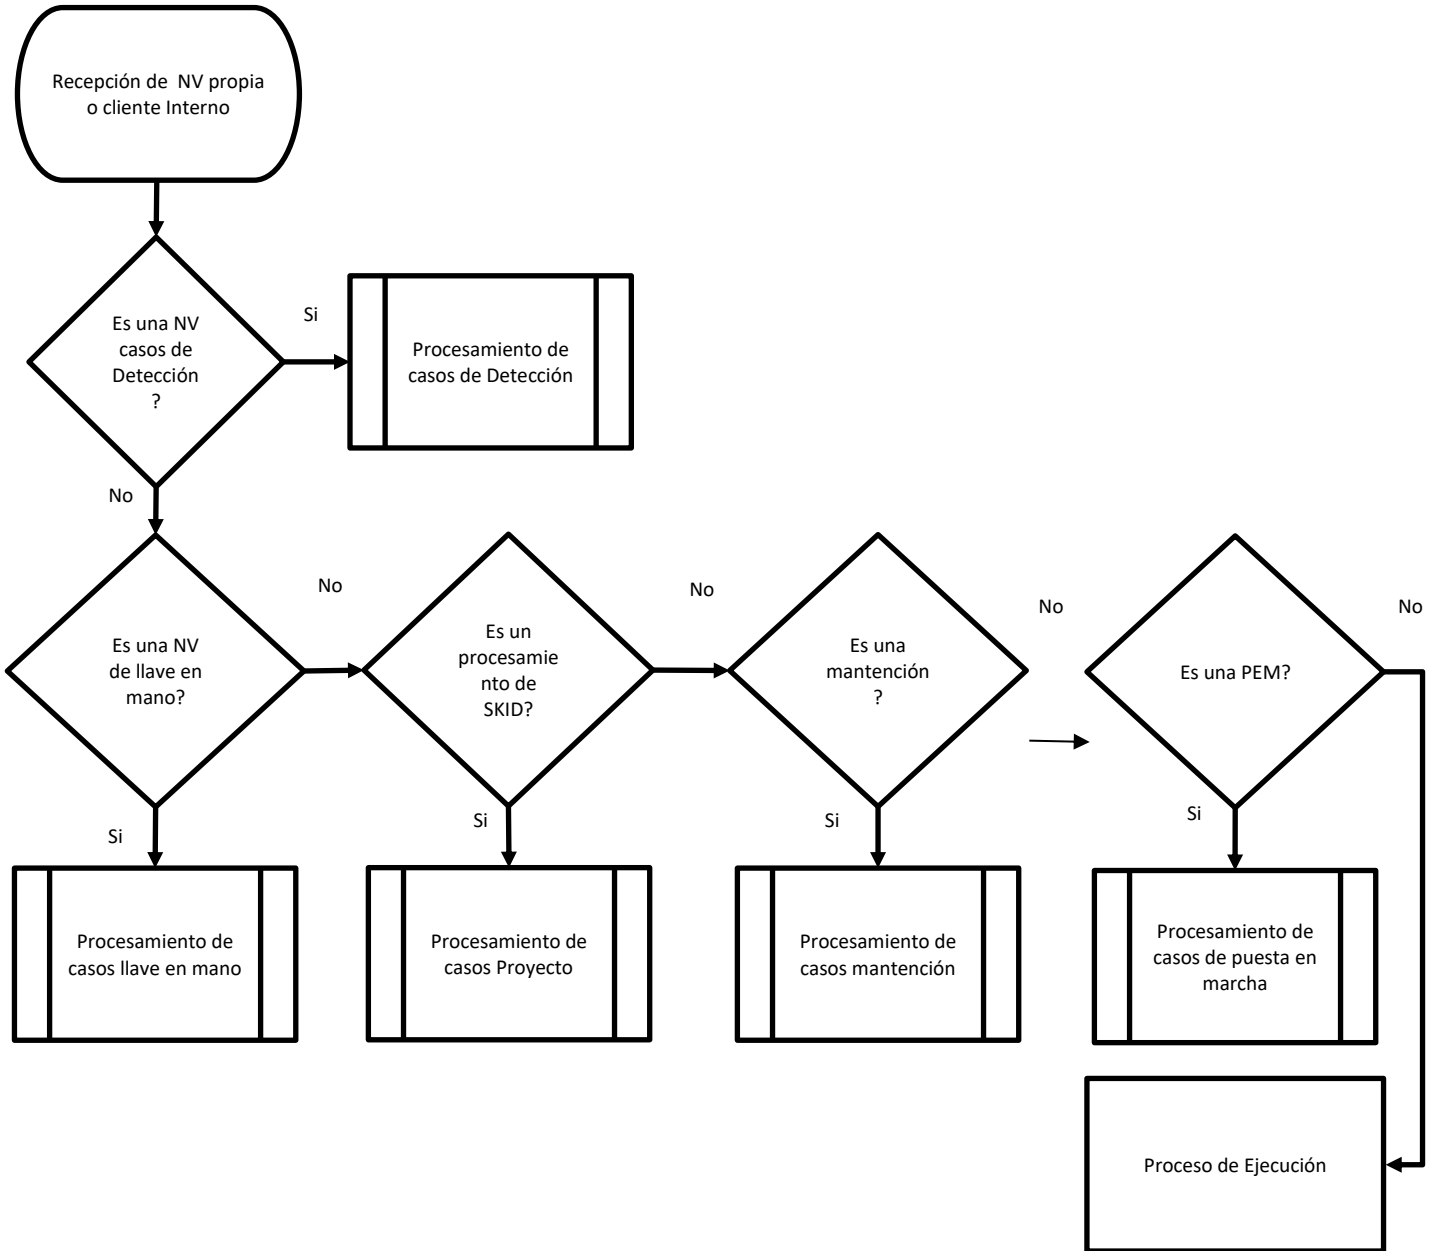 Recepción de NV propia
o cliente Interno
Es una NV
casos de
Detección
?
Si
Procesamiento de
casos de Detección
No
Es una NV
de llave en
mano?
No
Es un
procesamie
nto de
SKID?
No
Es una
mantención
?
No
Es una PEM?
No
Si
Si
Si
Si
Procesamiento de
casos llave en mano
Procesamiento de
casos Proyecto
Procesamiento de
casos mantención
Procesamiento de
casos de puesta en
marcha
Proceso de Ejecución